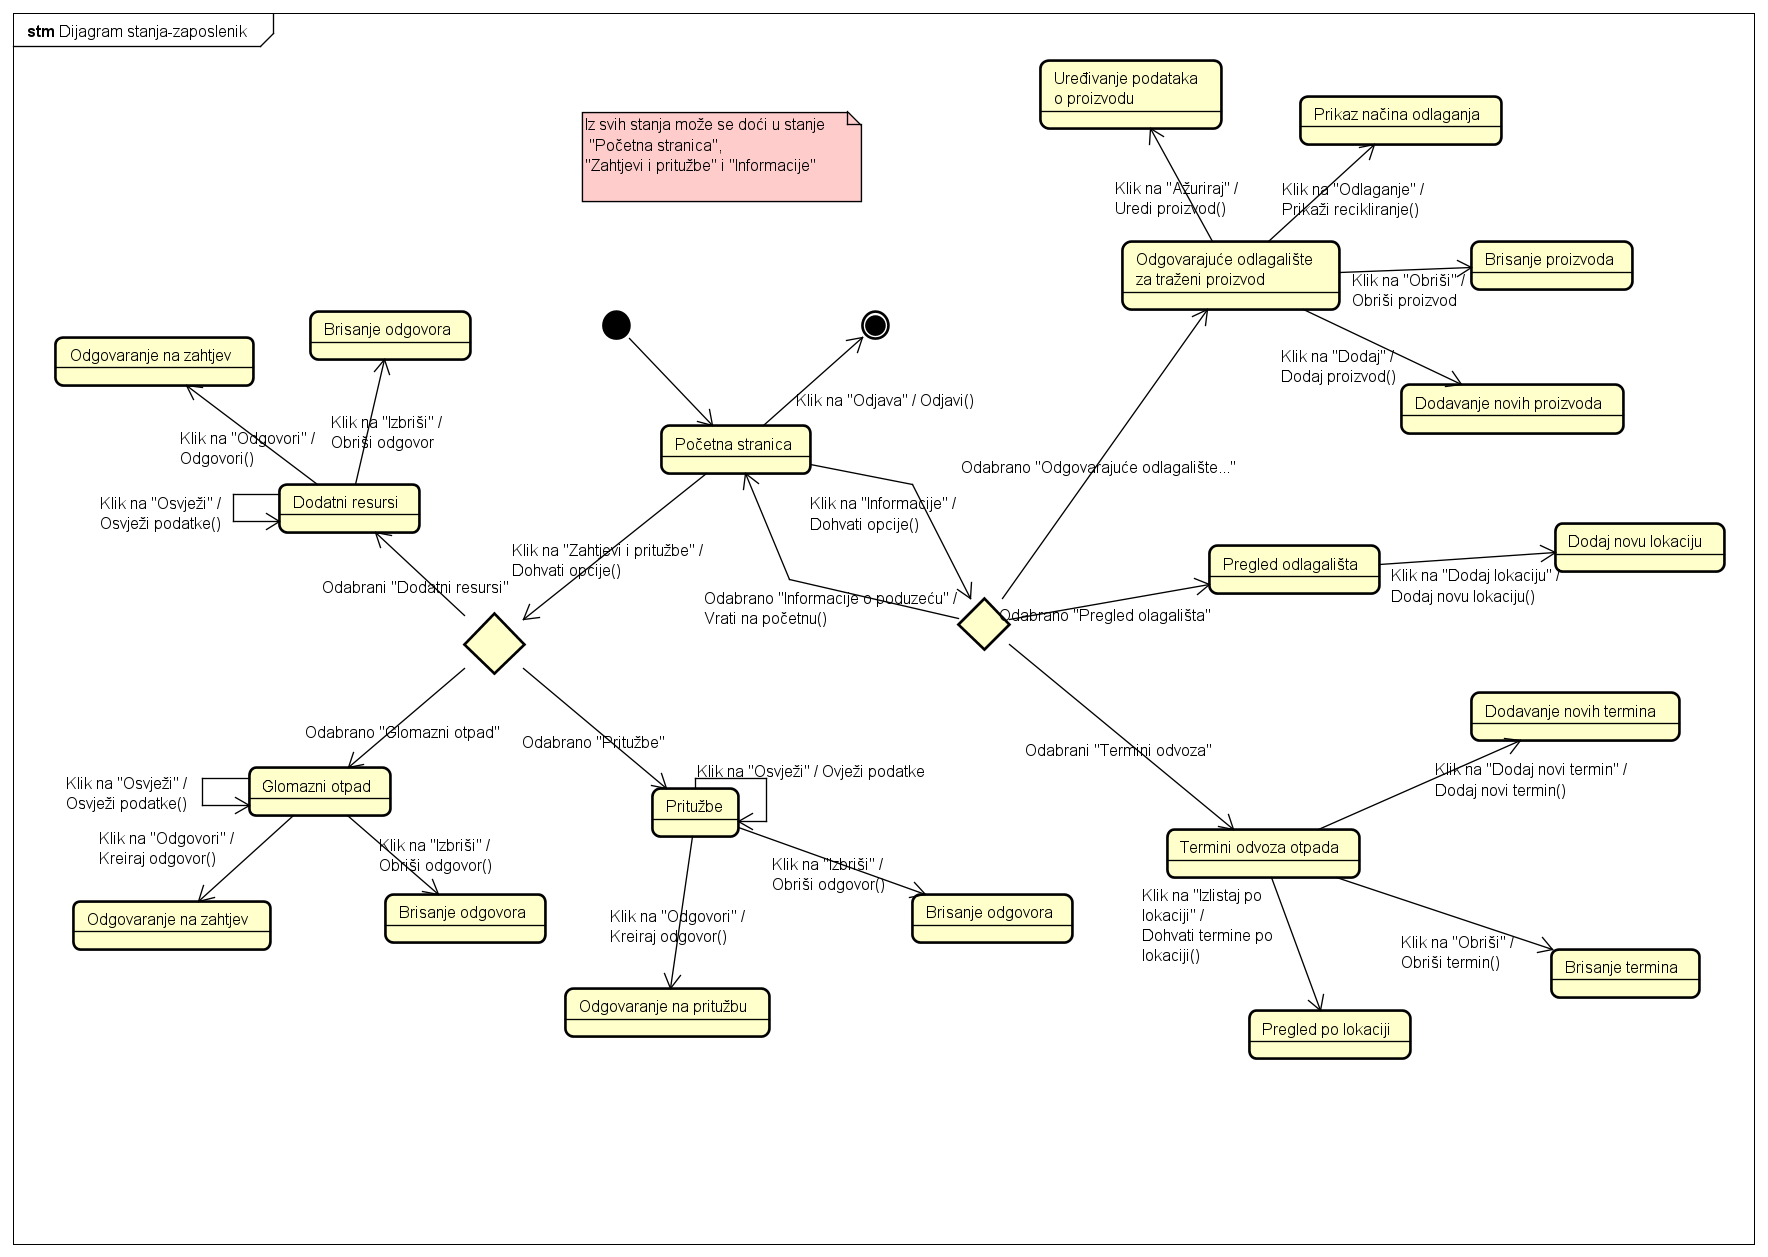 stm Dijagram stanja-zaposlenik
Iz svih stanja može se doći u stanje
"Početna stranica",
"Zahtjevi i pritužbe" i "Informacije"
Uređivanje podataka
o proizvodu
Prikaz načina odlaganja
Klik na "Ažuriraj" /
Uredi proizvod()
Klik na "Odlaganje" /
Prikaži recikliranje()
Odgovarajuće odlagalište
za traženi proizvod
Brisanje proizvoda
Klik na "Obriši" /
Obriši proizvod
Klik na "Dodaj" /
Dodaj proizvod()
Dodavanje novih proizvoda
Odgovaranje na zahtjev
Brisanje odgovora
Klik na "Odgovori" /
Odgovori()
Klik na "Izbriši" /
Obriši odgovor
Klik na "Osvježi" /
Osvježi podatke()
Dodatni resursi
Klik na "Odjava" / Odjavi()
Početna stranica
Klik na "Informacije" /
Dohvati opcije()
Odabrano "Odgovarajuće odlagalište..."
Klik na "Zahtjevi i pritužbe" /
Dohvati opcije()
Odabrani "Dodatni resursi"
Odabrano "Informacije o poduzeću" /
Vrati na početnu()
Odabrano "Pregled olagališta"
Pregled odlagališta
Dodaj novu lokaciju
Klik na "Dodaj lokaciju" /
Dodaj novu lokaciju()
Odabrano "Glomazni otpad"
Odabrano "Pritužbe"
Odabrani "Termini odvoza"
Klik na "Osvježi" /
Osvježi podatke()
Glomazni otpad
Klik na "Odgovori" /
Kreiraj odgovor()
Klik na "Izbriši" /
Obriši odgovor()
Odgovaranje na zahtjev
Brisanje odgovora
Klik na "Osvježi" / Ovježi podatke
Pritužbe
Klik na "Izbriši" /
Obriši odgovor()
Klik na "Odgovori" /
Kreiraj odgovor()
Brisanje odgovora
Odgovaranje na pritužbu
Dodavanje novih termina
Klik na "Dodaj novi termin" /
Dodaj novi termin()
Termini odvoza otpada
Klik na "Izlistaj po
lokaciji" /
Dohvati termine po
lokaciji()
Klik na "Obriši" /
Obriši termin()
Brisanje termina
Pregled po lokaciji